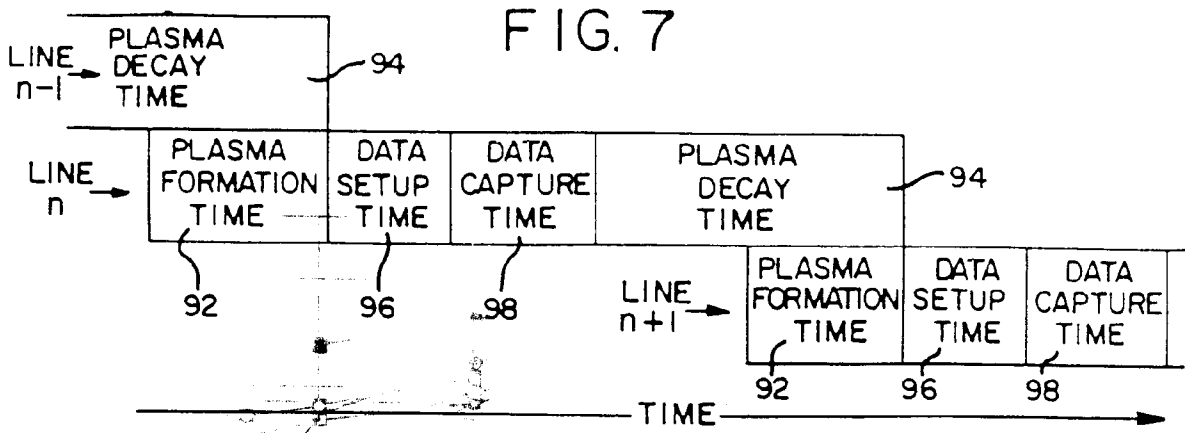 FIG. 7
LINE n-1
PLASMA
DECAY
TIME
94
LINE n
PLASMA
FORMATION
TIME
DATA
SETUP
TIME
DATA
CAPTURE
TIME
PLASMA
DECAY
TIME
94
92
96
98
LINE n+1
PLASMA
FORMATION
TIME
DATA
SETUP
TIME
DATA
CAPTURE
TIME
92
96
98
TIME